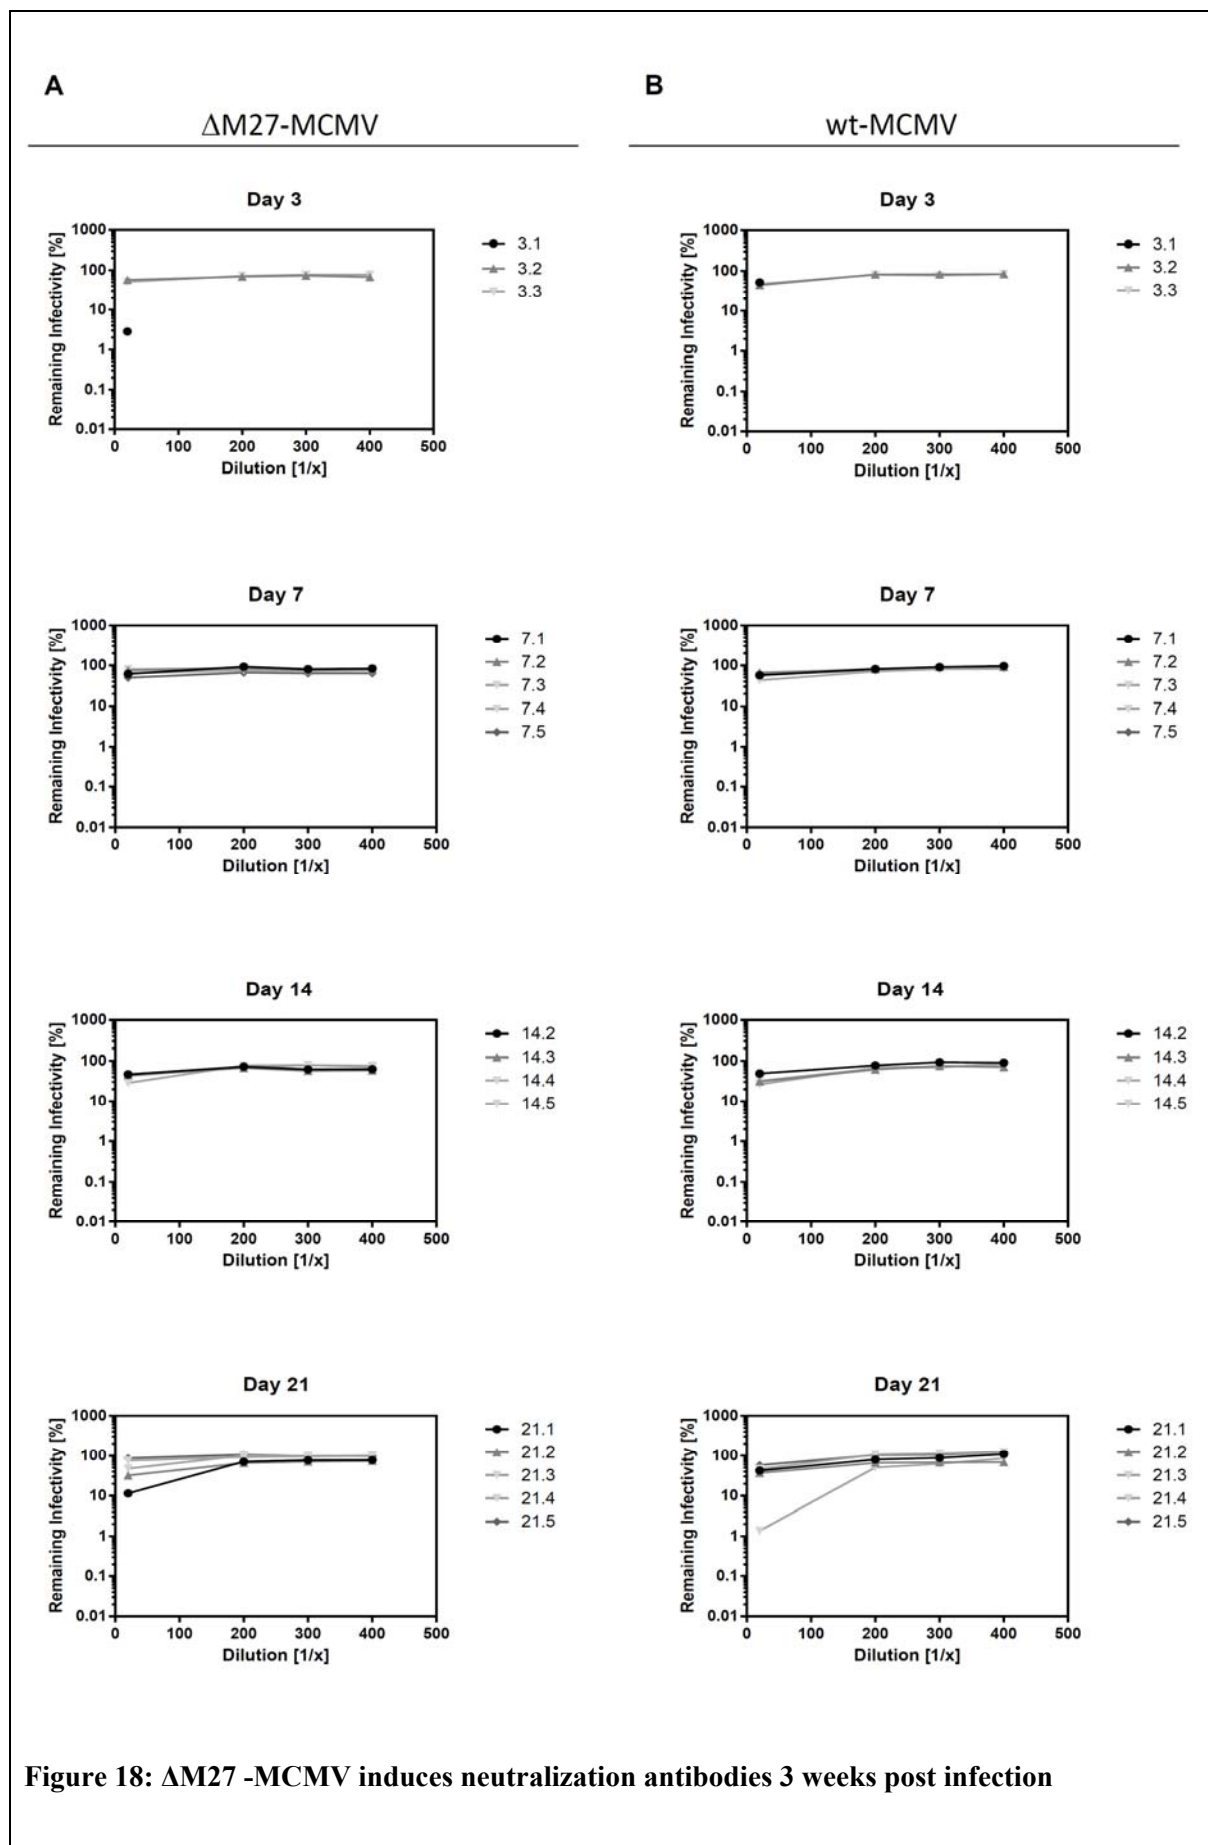 A
ΔM27-MCMV
B
wt-MCMV
Day 3
Remaining Infectivity [%]
1000
100
10
1
0.1
0.01
0 100 200 300 400 500
Dilution [1/x]
3.1
3.2
3.3
Day 3
Remaining Infectivity [%]
1000
100
10
1
0.1
0.01
0 100 200 300 400 500
Dilution [1/x]
3.1
3.2
3.3
Day 7
Remaining Infectivity [%]
1000
100
10
1
0.1
0.01
0 100 200 300 400 500
Dilution [1/x]
7.1
7.2
7.3
7.4
7.5
Day 7
Remaining Infectivity [%]
1000
100
10
1
0.1
0.01
0 100 200 300 400 500
Dilution [1/x]
7.1
7.2
7.3
7.4
7.5
Day 14
Remaining Infectivity [%]
1000
100
10
1
0.1
0.01
0 100 200 300 400 500
Dilution [1/x]
14.2
14.3
14.4
14.5
Day 14
Remaining Infectivity [%]
1000
100
10
1
0.1
0.01
0 100 200 300 400 500
Dilution [1/x]
14.2
14.3
14.4
14.5
Day 21
Remaining Infectivity [%]
1000
100
10
1
0.1
0.01
0 100 200 300 400 500
Dilution [1/x]
21.1
21.2
21.3
21.4
21.5
Day 21
Remaining Infectivity [%]
1000
100
10
1
0.1
0.01
0 100 200 300 400 500
Dilution [1/x]
21.1
21.2
21.3
21.4
21.5
Figure 18: ΔM27 -MCMV induces neutralization antibodies 3 weeks post infection